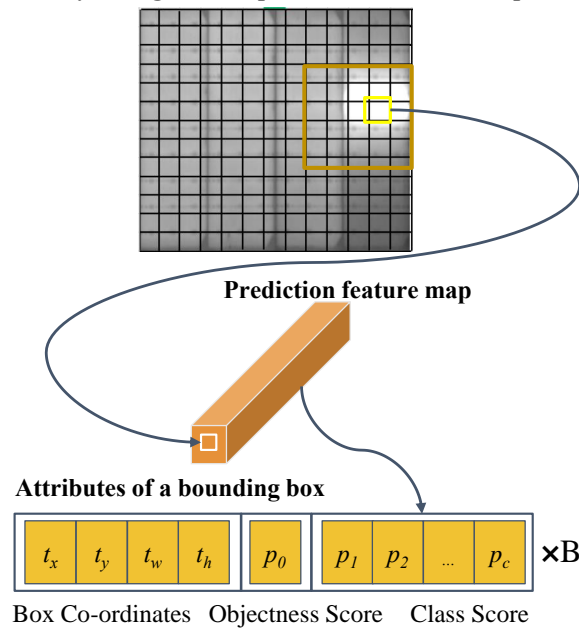 Prediction feature map
Attributes of a bounding box
t_x t_y t_w t_h p_0 p_1 p_2 ... p_c ×B
Box Co-ordinates Objectness Score Class Score